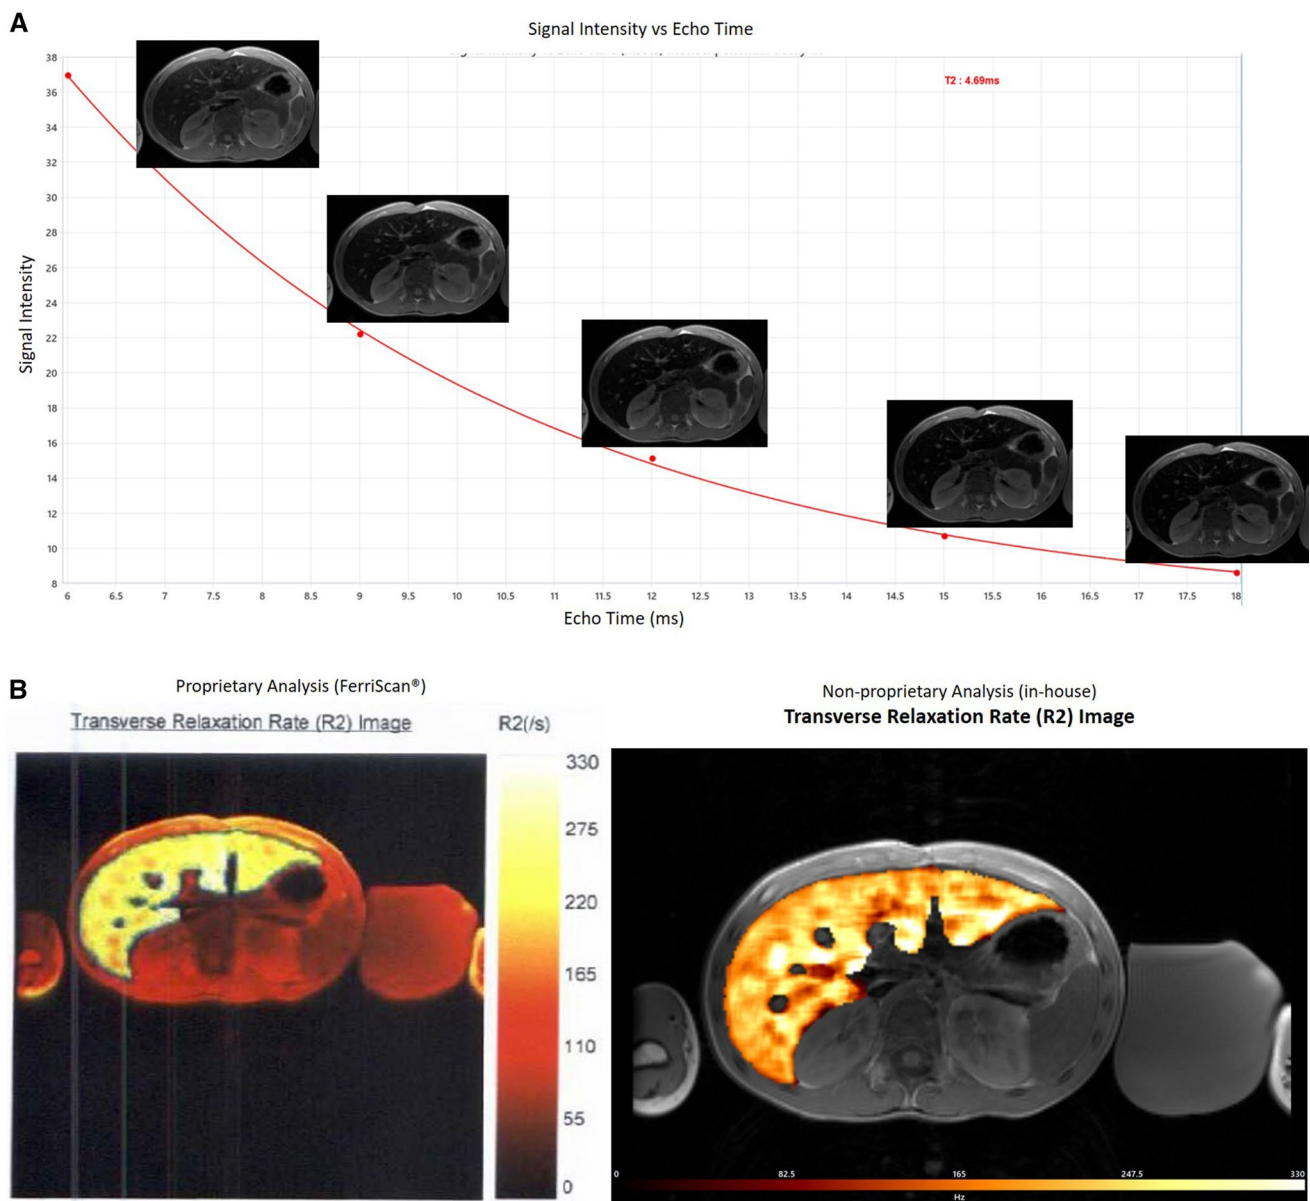 A
Signal Intensity vs Echo Time
T2 : 4.69ms
38
36
34
32
30
28
26
24
22
20
18
16
14
12
10
8
Signal Intensity
6 6.5 7 7.5 8 8.5 9 9.5 10 10.5 11 11.5 12 12.5 13 13.5 14 14.5 15 15.5 16 16.5 17 17.5 18
Echo Time (ms)
B
Proprietary Analysis (FerriScan®)
Transverse Relaxation Rate (R2) Image
R2(/s)
330
275
220
165
110
55
0
Non-proprietary Analysis (in-house)
Transverse Relaxation Rate (R2) Image
0 82.5 165 247.5 330
Hz